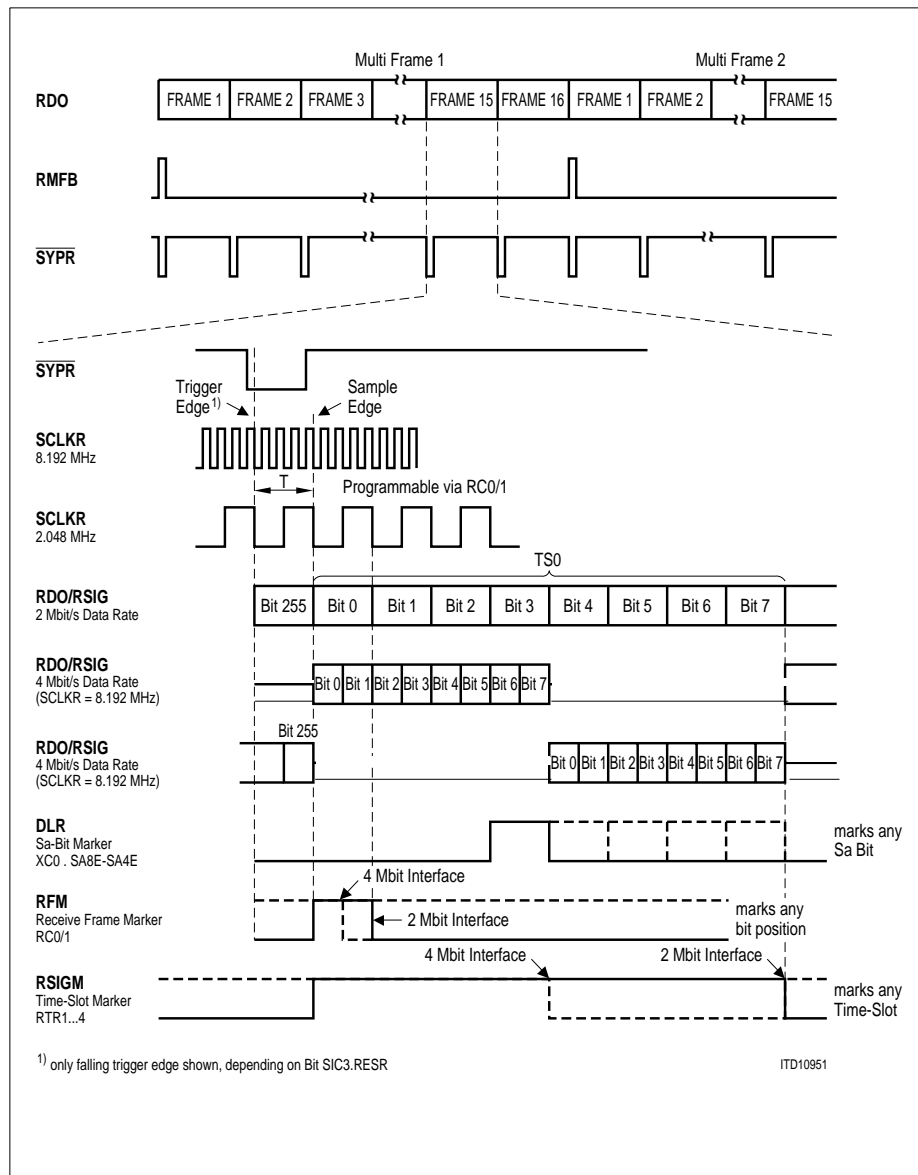 Multi Frame 1 Multi Frame 2
RDO FRAME 1 FRAME 2 FRAME 3 FRAME 15 FRAME 16 FRAME 1 FRAME 2 FRAME 15
RMFB
SYPR
SYPR
Trigger Edge 1)
Sample Edge
SCLKR
8.192 MHz
T
Programmable via RC0/1
SCLKR
2.048 MHz
TS0
RDO/RSIG
2 Mbit/s Data Rate
Bit 255 Bit 0 Bit 1 Bit 2 Bit 3 Bit 4 Bit 5 Bit 6 Bit 7
RDO/RSIG
4 Mbit/s Data Rate
(SCLKR = 8.192 MHz)
Bit 0 Bit 1 Bit 2 Bit 3 Bit 4 Bit 5 Bit 6 Bit 7
Bit 255
RDO/RSIG
4 Mbit/s Data Rate
(SCLKR = 8.192 MHz)
Bit 0 Bit 1 Bit 2 Bit 3 Bit 4 Bit 5 Bit 6 Bit 7
DLR
Sa-Bit Marker
XC0 . SA8E-SA4E
marks any
Sa Bit
4 Mbit Interface
RFM
Receive Frame Marker
RC0/1
2 Mbit Interface
marks any
bit position
4 Mbit Interface 2 Mbit Interface
RSIGM
Time-Slot Marker
RTR1...4
marks any
Time-Slot
1) only falling trigger edge shown, depending on Bit SIC3.RESR
ITD10951